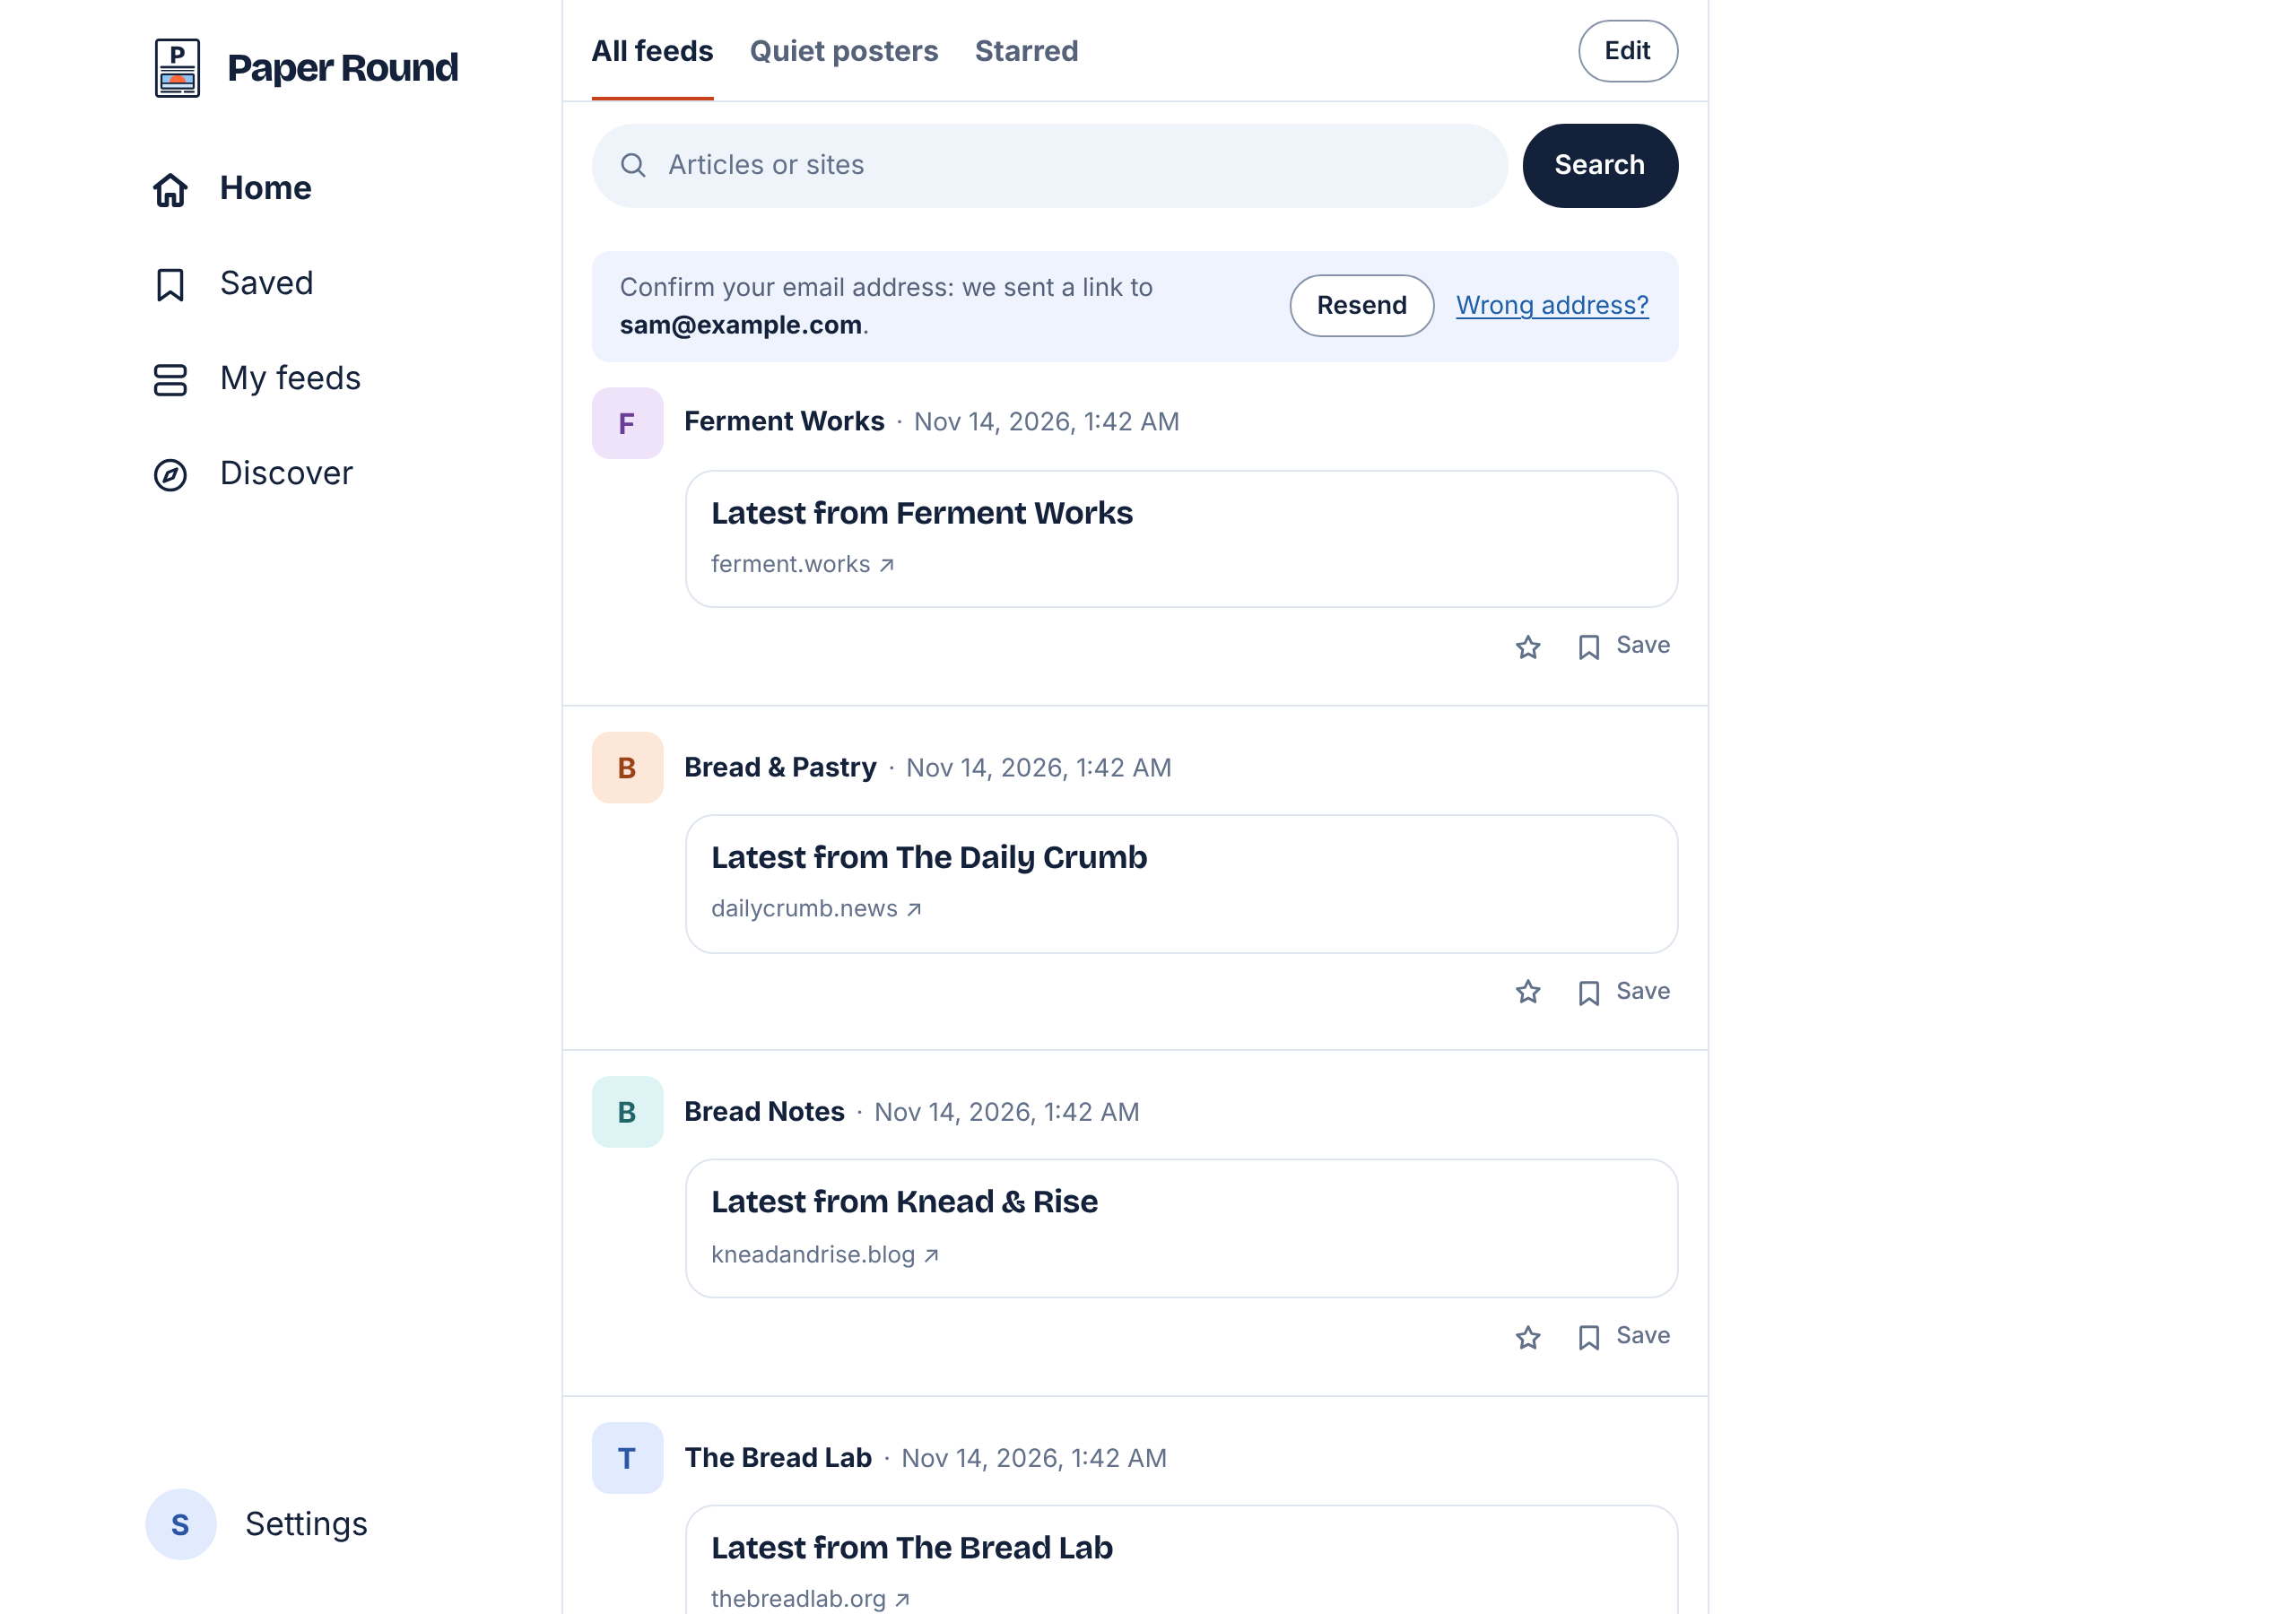 P
Paper Round
Home
Saved
My feeds
Discover
S
Settings
All feeds
Quiet posters
Starred
Edit
Articles or sites
Search
Confirm your email address: we sent a link to
sam@example.com.
Resend
Wrong address?
F
Ferment Works · Nov 14, 2026, 1:42 AM
Latest from Ferment Works
ferment.works ↗
Save
B
Bread & Pastry · Nov 14, 2026, 1:42 AM
Latest from The Daily Crumb
dailycrumb.news ↗
Save
B
Bread Notes · Nov 14, 2026, 1:42 AM
Latest from Knead & Rise
kneadandrise.blog ↗
Save
T
The Bread Lab · Nov 14, 2026, 1:42 AM
Latest from The Bread Lab
thebreadlab.org ↗